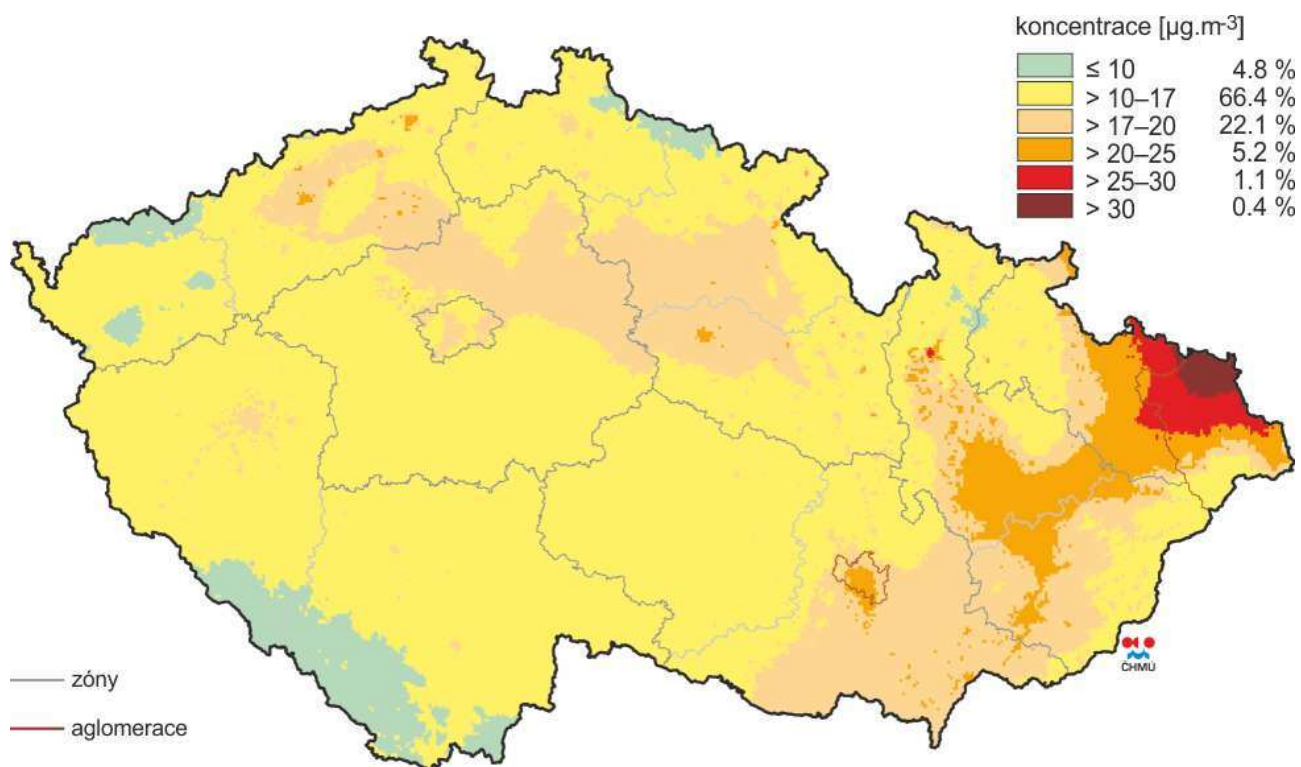 koncentrace [µg.m-3]
≤ 10 4.8 %
> 10–17 66.4 %
> 17–20 22.1 %
> 20–25 5.2 %
> 25–30 1.1 %
> 30 0.4 %
ČHMÚ
zóny
aglomerace